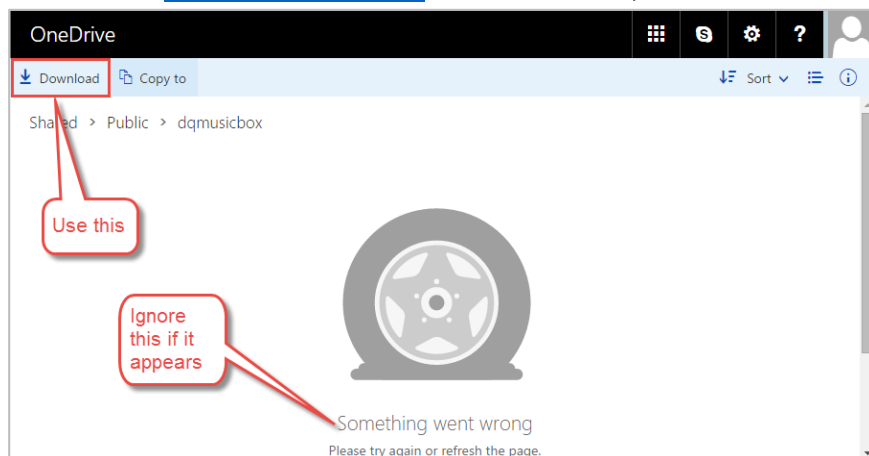 OneDrive
?
Download Copy to Sort
Shared > Public > dqmusicbox
Use this
Ignore
this if it
appears
Something went wrong
Please try again or refresh the page.